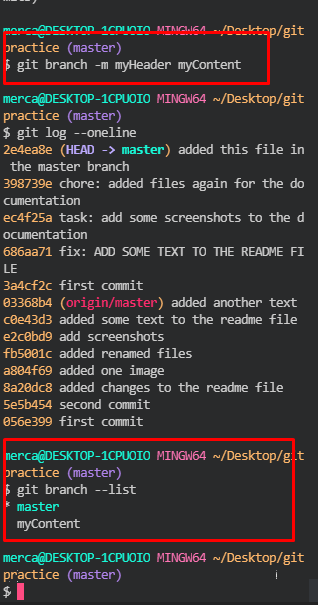 merca@DESKTOP-1CPUOIO MINGW64 ~/Desktop/git
practice (master)
$ git branch -m myHeader myContent
merca@DESKTOP-1CPUOIO MINGW64 ~/Desktop/git
practice (master)
$ git log --oneline
2e4ea8e (HEAD -> master) added this file in
the master branch
398739e chore: added files again for the do
cumentation
ec4f25a task: add some screenshots to the d
ocumentation
686aa71 fix: ADD SOME TEXT TO THE README FI
LE
3a4cf2c first commit
03368b4 (origin/master) added another text
c0e43d3 added some text to the readme file
e2c0bd9 add screenshots
fb5001c added renamed files
a804f69 added one image
8a20dc8 added changes to the readme file
5e5b454 second commit
056e399 first commit
merca@DESKTOP-1CPUOIO MINGW64 ~/Desktop/git
practice (master)
$ git branch --list
* master
myContent
merca@DESKTOP-1CPUOIO MINGW64 ~/Desktop/git
practice (master)
$